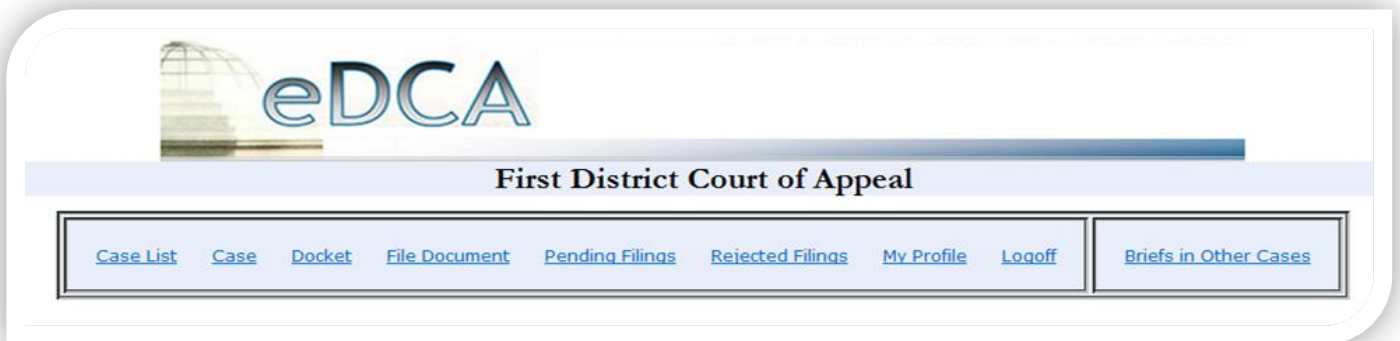 eDCA
First District Court of Appeal
Case List Case Docket File Document Pending Filings Rejected Filings My Profile Logoff Briefs in Other Cases